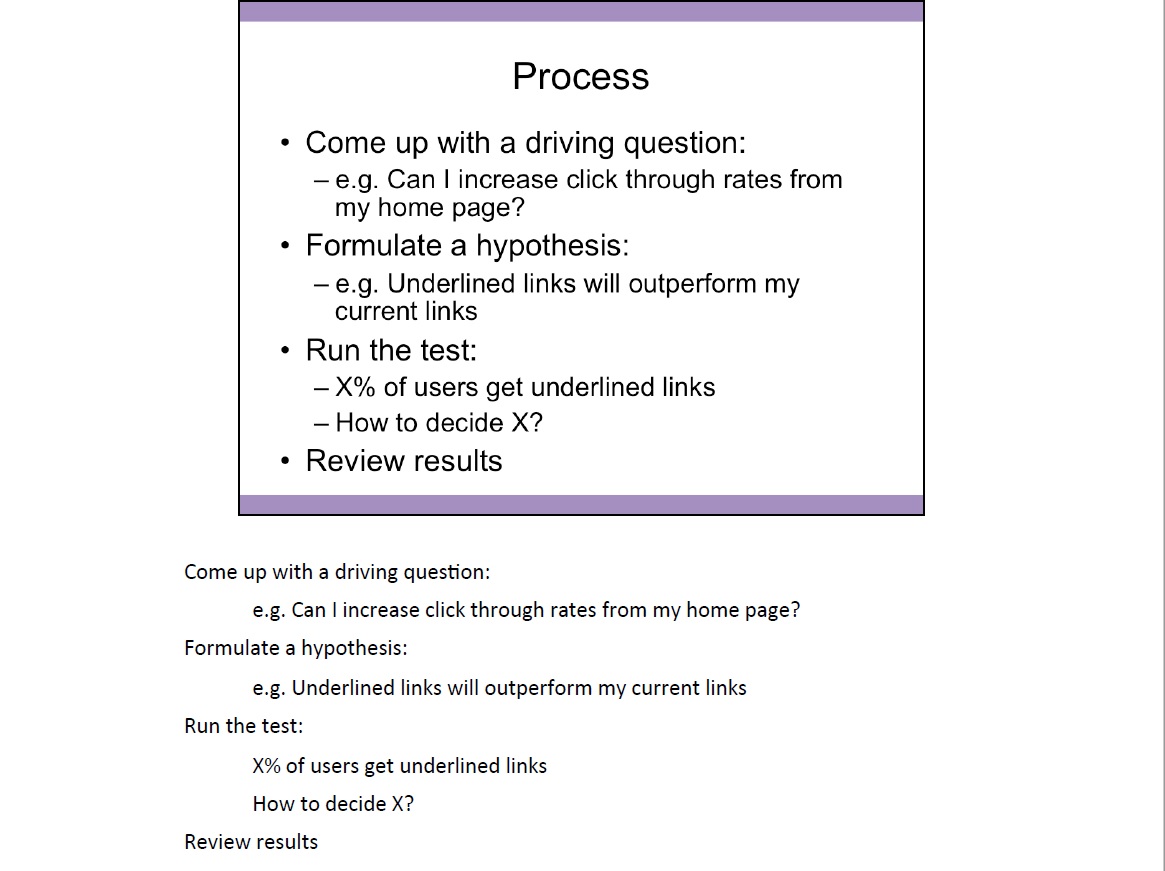 Process
• Come up with a driving question:
– e.g. Can I increase click through rates from
my home page?
• Formulate a hypothesis:
– e.g. Underlined links will outperform my
current links
• Run the test:
– X% of users get underlined links
– How to decide X?
• Review results
Come up with a driving question:
e.g. Can I increase click through rates from my home page?
Formulate a hypothesis:
e.g. Underlined links will outperform my current links
Run the test:
X% of users get underlined links
How to decide X?
Review results